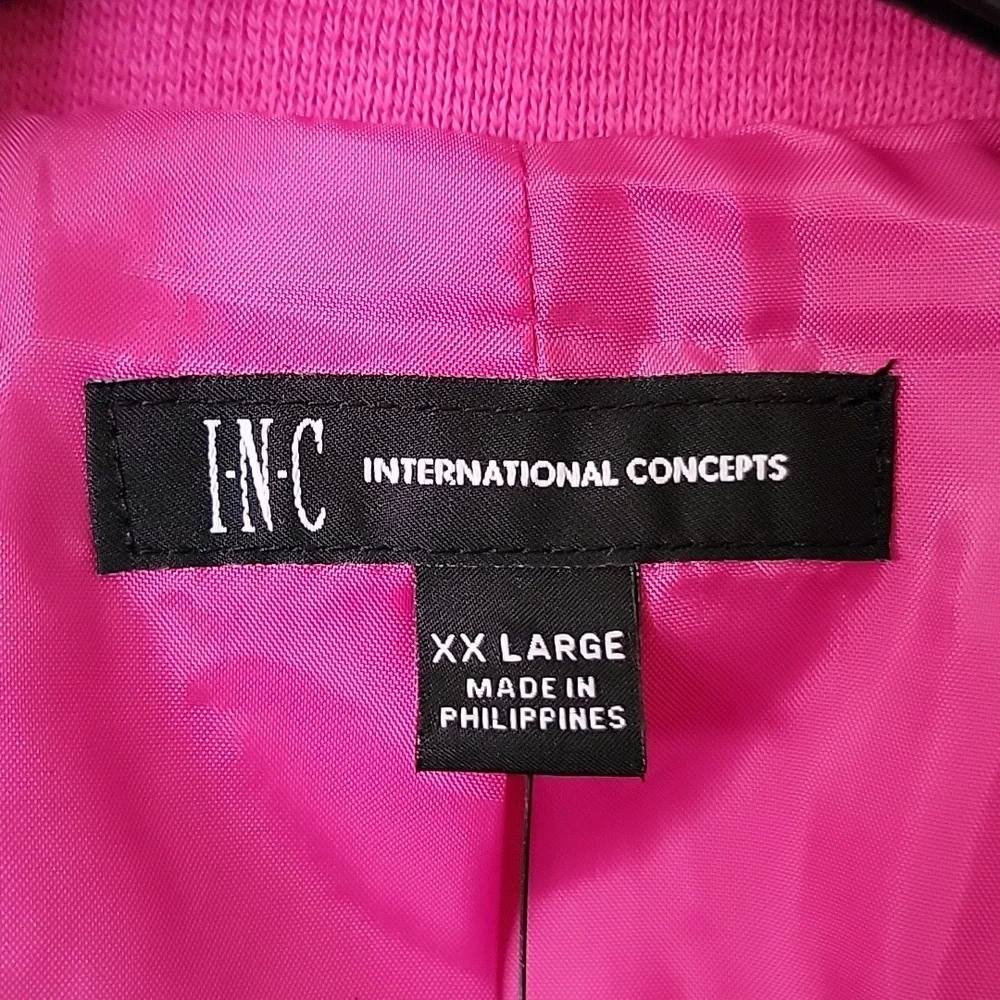 I·N·C INTERNATIONAL CONCEPTS
XX LARGE
MADE IN
PHILIPPINES